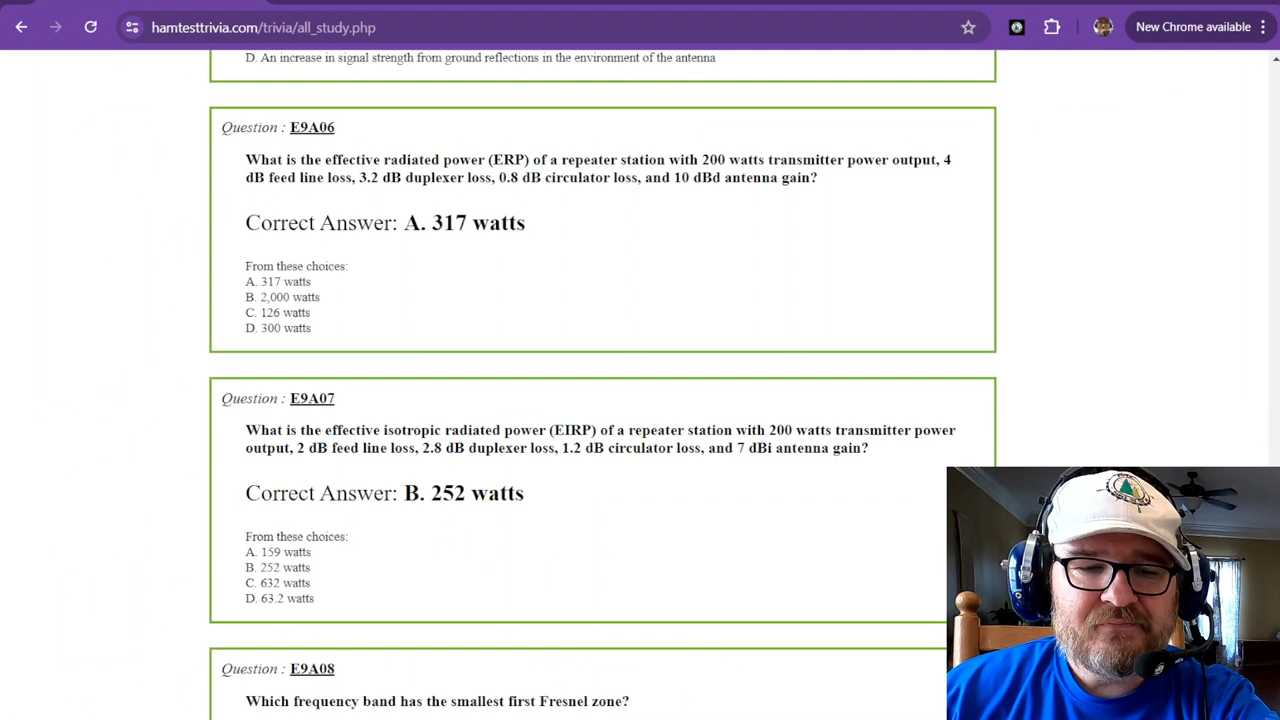 hamtesttrivia.com/trivia/all_study.php
New Chrome available
D. An increase in signal strength from ground reflections in the environment of the antenna
Question : E9A06
What is the effective radiated power (ERP) of a repeater station with 200 watts transmitter power output, 4
dB feed line loss, 3.2 dB duplexer loss, 0.8 dB circulator loss, and 10 dBd antenna gain?
Correct Answer: A. 317 watts
From these choices:
A. 317 watts
B. 2,000 watts
C. 126 watts
D. 300 watts
Question : E9A07
What is the effective isotropic radiated power (EIRP) of a repeater station with 200 watts transmitter power
output, 2 dB feed line loss, 2.8 dB duplexer loss, 1.2 dB circulator loss, and 7 dBi antenna gain?
Correct Answer: B. 252 watts
From these choices:
A. 159 watts
B. 252 watts
C. 632 watts
D. 63.2 watts
Question : E9A08
Which frequency band has the smallest first Fresnel zone?